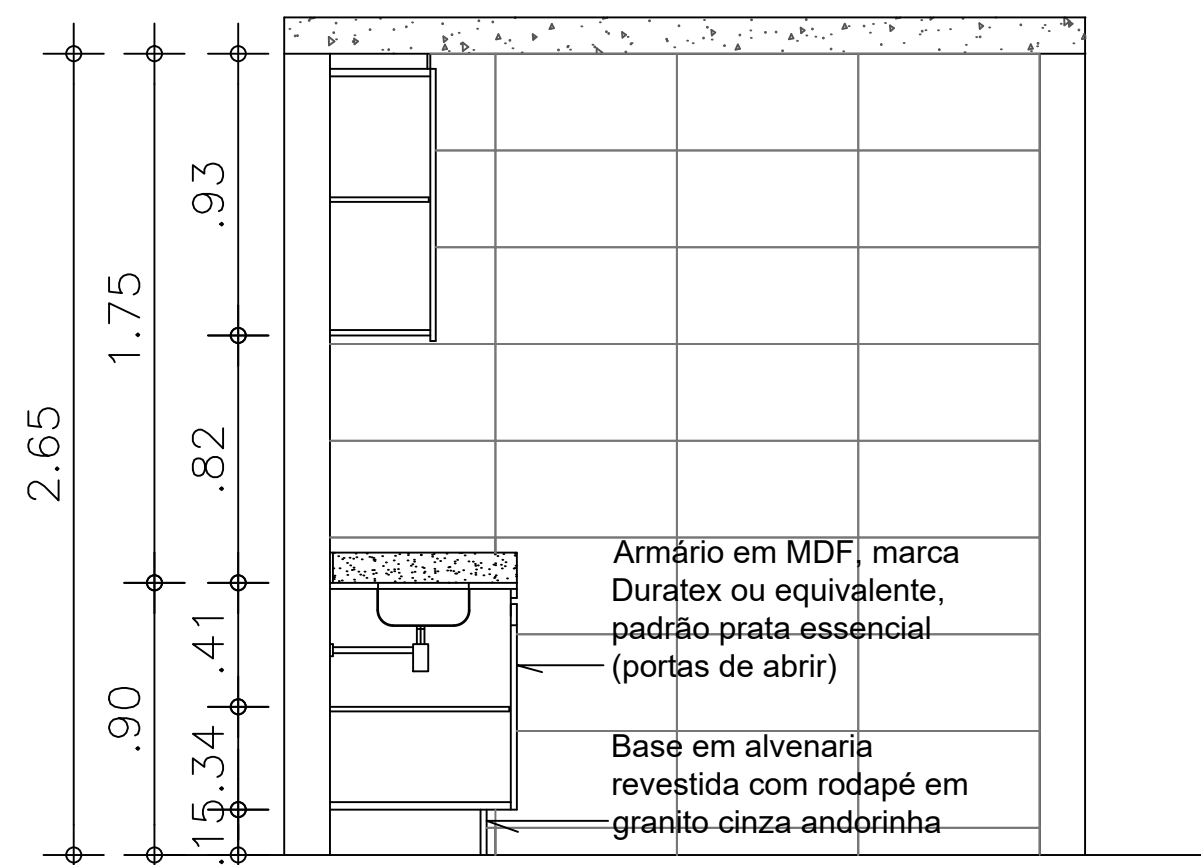 .93
1.75
2.65
.82
.41
.90
.34
.15
Armário em MDF, marca
Duratex ou equivalente,
padrão prata essencial
(portas de abrir)
Base em alvenaria
revestida com rodapé em
granito cinza andorinha